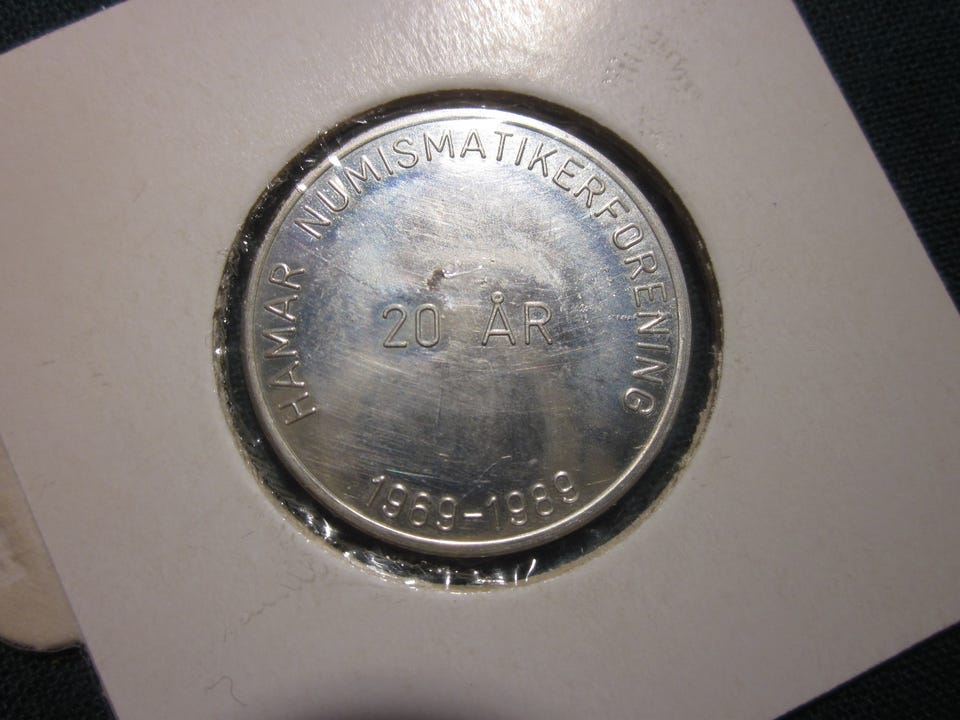 HAMAR NUMISMATIKERFORENING
20 ÅR
1969-1989